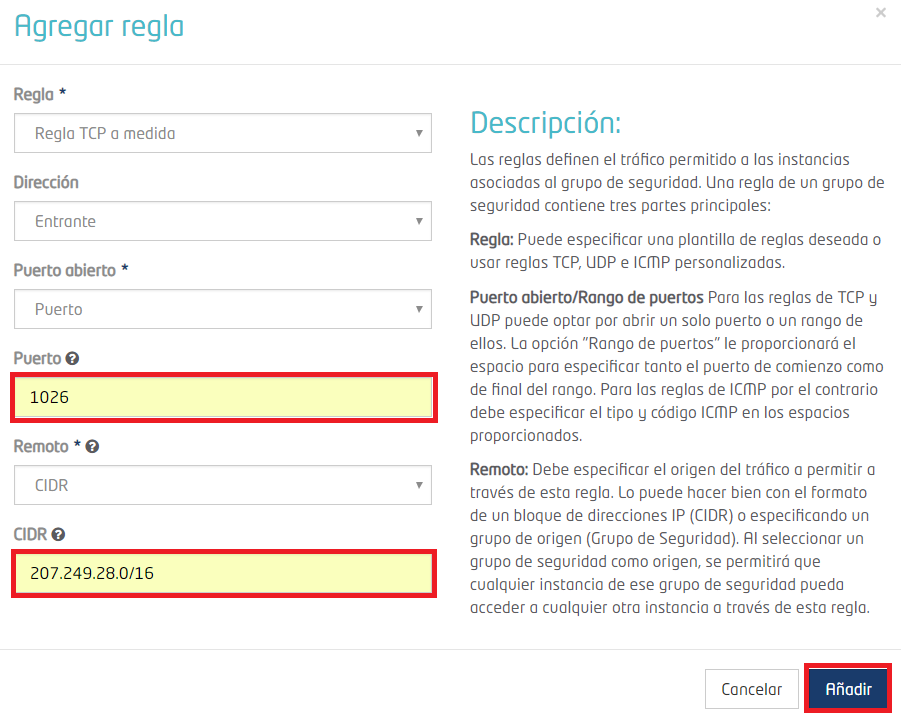 Agregar regla
×
Regla *
Regla TCP a medida
Dirección
Entrante
Puerto abierto *
Puerto
Puerto ?
1026
Remoto * ?
CIDR
CIDR ?
207.249.28.0/16
Descripción:
Las reglas definen el tráfico permitido a las instancias
asociadas al grupo de seguridad. Una regla de un grupo de
seguridad contiene tres partes principales:
Regla: Puede especificar una plantilla de reglas deseada o
usar reglas TCP, UDP e ICMP personalizadas.
Puerto abierto/Rango de puertos Para las reglas de TCP y
UDP puede optar por abrir un solo puerto o un rango de
ellos. La opción "Rango de puertos" le proporcionará el
espacio para especificar tanto el puerto de comienzo como
de final del rango. Para las reglas de ICMP por el contrario
debe especificar el tipo y código ICMP en los espacios
proporcionados.
Remoto: Debe especificar el origen del tráfico a permitir a
través de esta regla. Lo puede hacer bien con el formato
de un bloque de direcciones IP (CIDR) o especificando un
grupo de origen (Grupo de Seguridad). Al seleccionar un
grupo de seguridad como origen, se permitirá que
cualquier instancia de ese grupo de seguridad pueda
acceder a cualquier otra instancia a través de esta regla.
Cancelar
Añadir